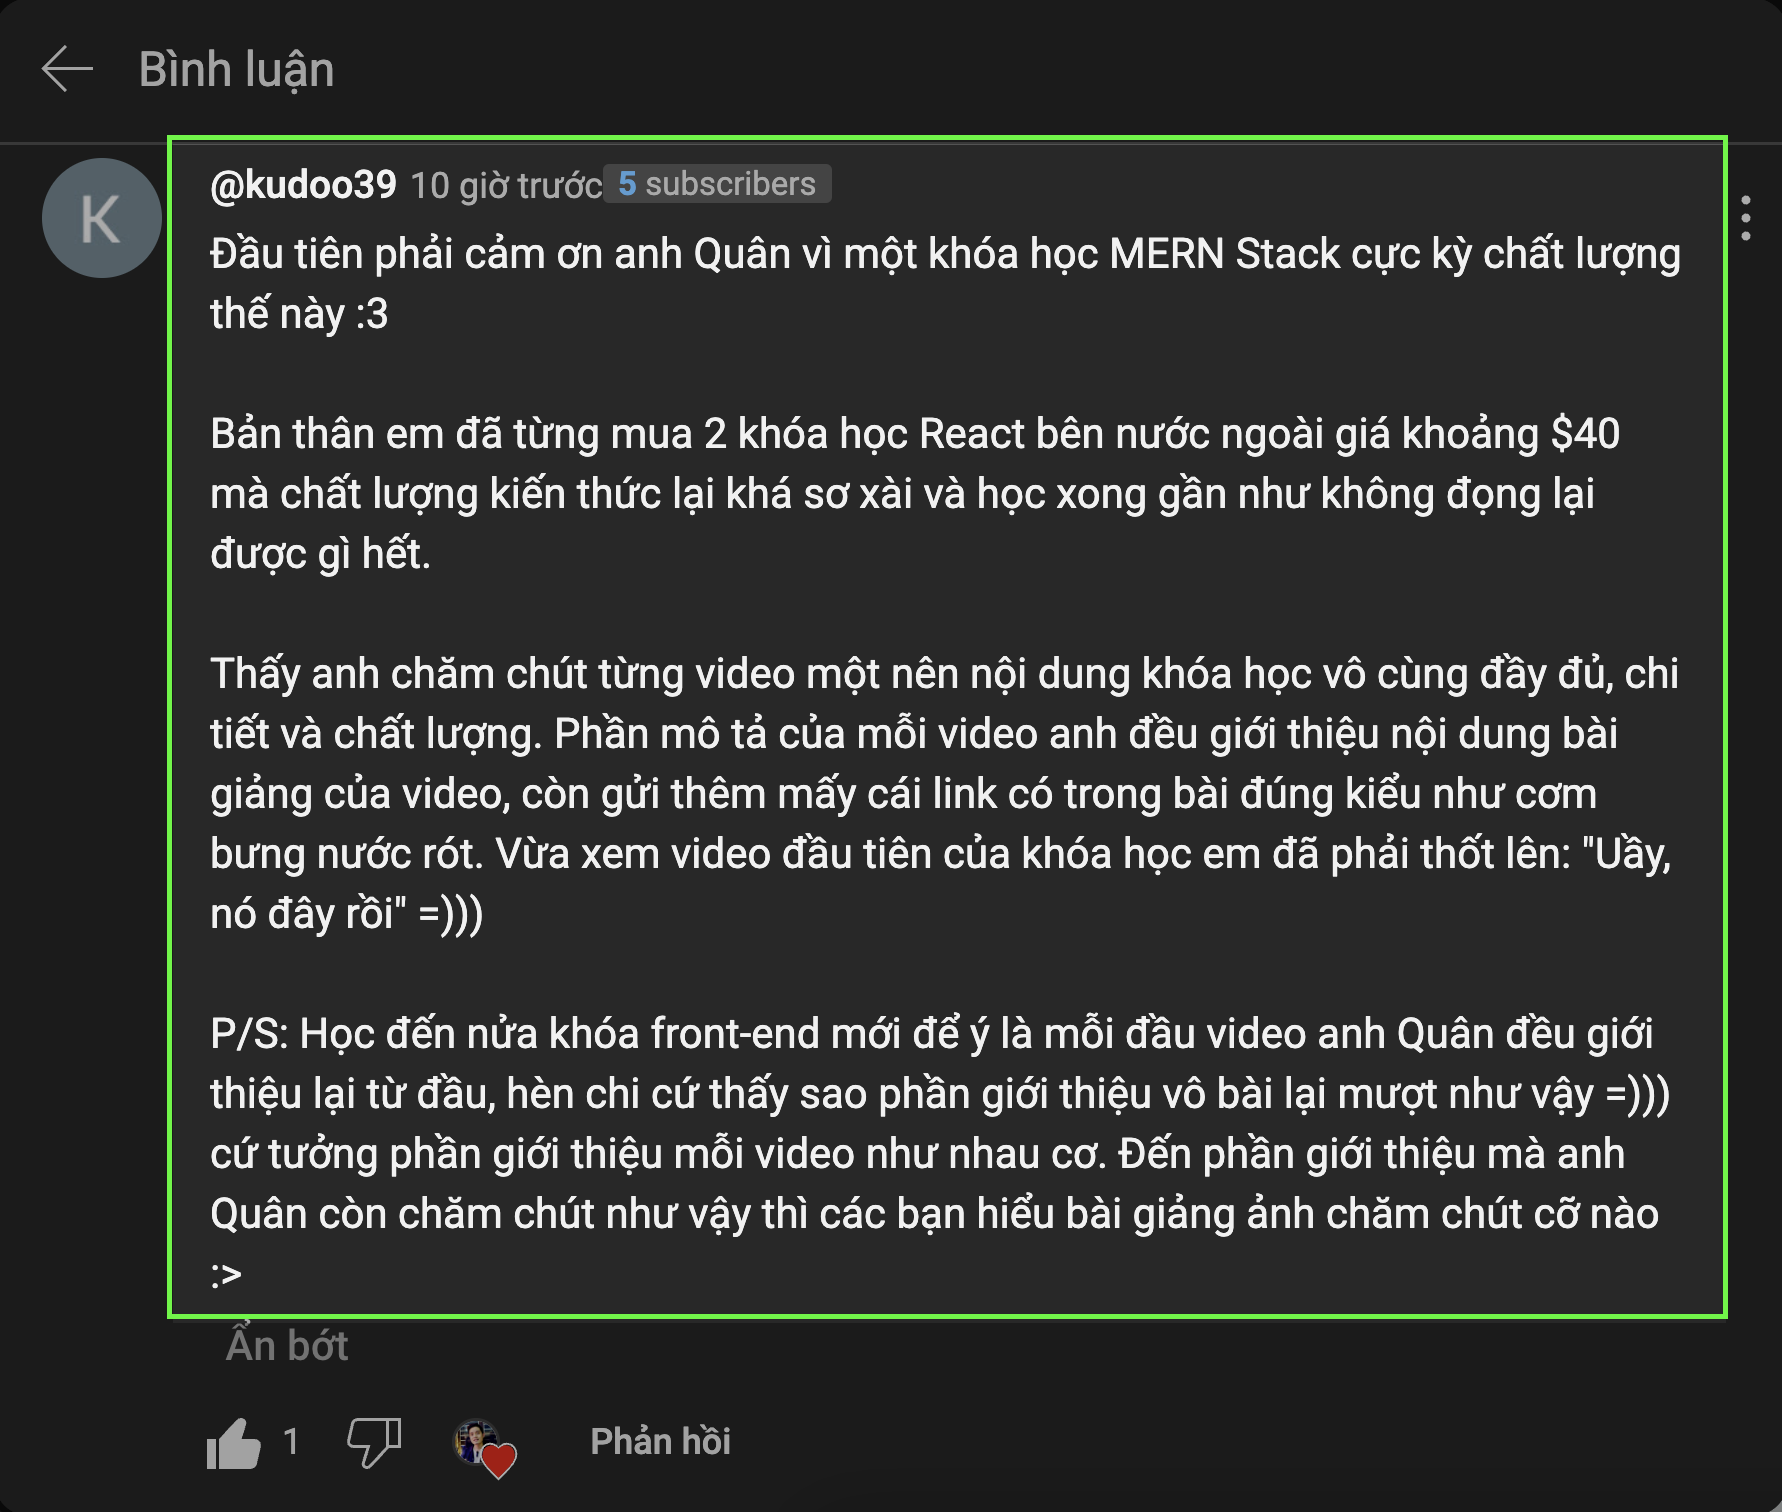 Bình luận
K
@kudoo39 10 giờ trước 5 subscribers
Đầu tiên phải cảm ơn anh Quân vì một khóa học MERN Stack cực kỳ chất lượng
thế này :3
Bản thân em đã từng mua 2 khóa học React bên nước ngoài giá khoảng $40
mà chất lượng kiến thức lại khá sơ xài và học xong gần như không đọng lại
được gì hết.
Thấy anh chăm chút từng video một nên nội dung khóa học vô cùng đầy đủ, chi
tiết và chất lượng. Phần mô tả của mỗi video anh đều giới thiệu nội dung bài
giảng của video, còn gửi thêm mấy cái link có trong bài đúng kiểu như cơm
bưng nước rót. Vừa xem video đầu tiên của khóa học em đã phải thốt lên: "Uầy,
nó đây rồi" =)))
P/S: Học đến nửa khóa front-end mới để ý là mỗi đầu video anh Quân đều giới
thiệu lại từ đầu, hèn chi cứ thấy sao phần giới thiệu vô bài lại mượt như vậy =)))
cứ tưởng phần giới thiệu mỗi video như nhau cơ. Đến phần giới thiệu mà anh
Quân còn chăm chút như vậy thì các bạn hiểu bài giảng ảnh chăm chút cỡ nào
:>
Ẩn bớt
1 Phản hồi